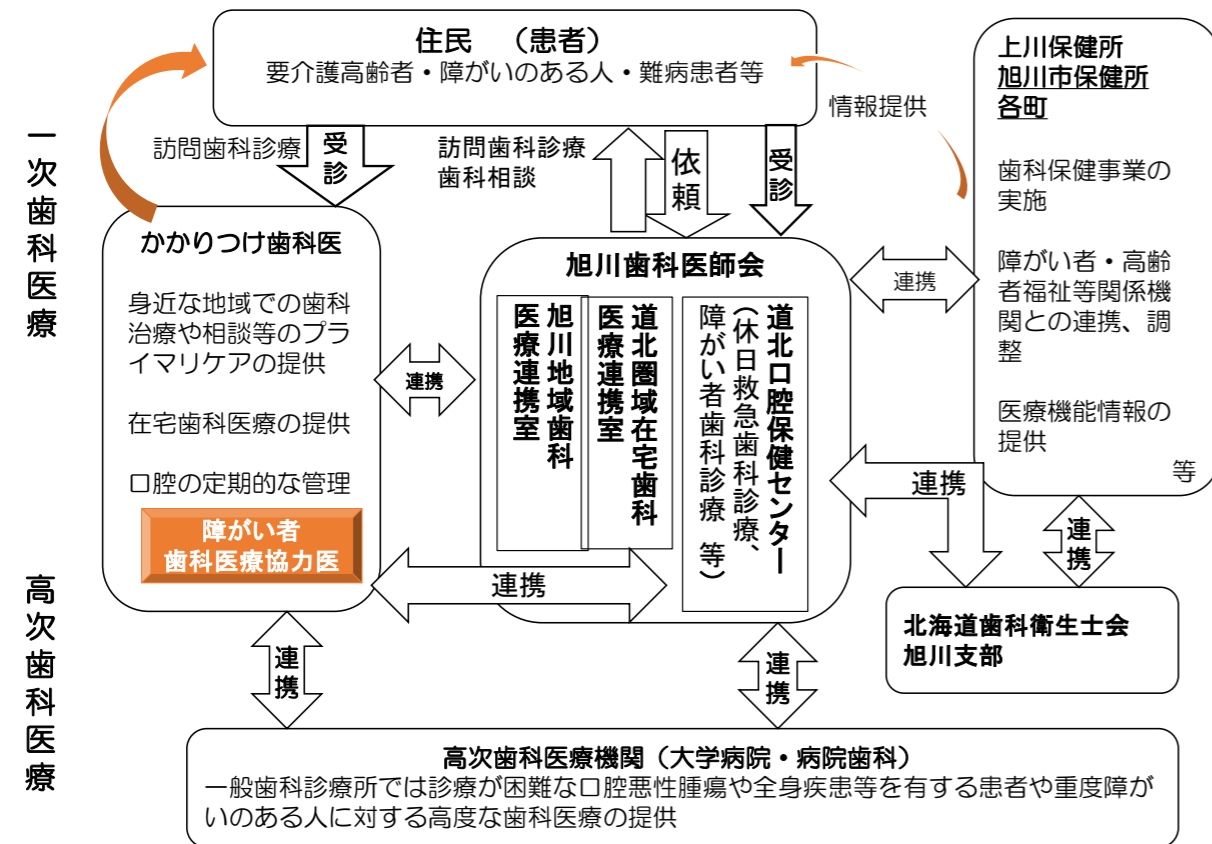 住民　（患者）
要介護高齢者・障がいのある人・難病患者等
上川保健所
旭川市保健所
各町
歯科保健事業の
実施
障がい者・高齢
者福祉等関係機
関との連携、調
整
医療機能情報の
提供
等
情報提供
一次歯科医療
訪問歯科診療
受診
訪問歯科診療
歯科相談
依頼
受診
かかりつけ歯科医
身近な地域での歯科
治療や相談等のプラ
イマリケアの提供
在宅歯科医療の提供
口腔の定期的な管理
障がい者
歯科医療協力医
連携
旭川歯科医師会
旭川地域歯科
医療連携室
道北圏域在宅歯科
医療連携室
道北口腔保健センター
（休日救急歯科診療、
障がい者歯科診療 等）
連携
連携
連携
連携
北海道歯科衛生士会
旭川支部
高次歯科医療
連携
連携
高次歯科医療機関（大学病院・病院歯科）
一般歯科診療所では診療が困難な口腔悪性腫瘍や全身疾患等を有する患者や重度障が
いのある人に対する高度な歯科医療の提供